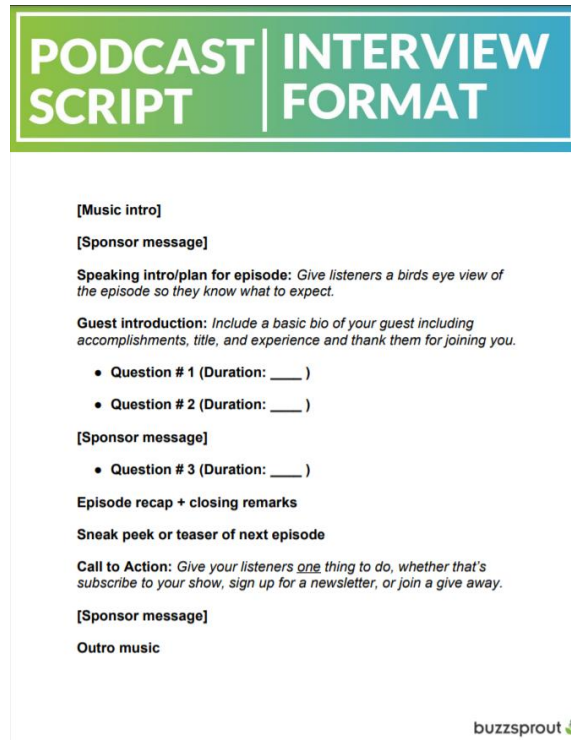 PODCAST
SCRIPT
INTERVIEW
FORMAT
[Music intro]
[Sponsor message]
Speaking intro/plan for episode: Give listeners a birds eye view of
the episode so they know what to expect.
Guest introduction: Include a basic bio of your guest including
accomplishments, title, and experience and thank them for joining you.
● Question # 1 (Duration: ____ )
● Question # 2 (Duration: ____ )
[Sponsor message]
● Question # 3 (Duration: ____ )
Episode recap + closing remarks
Sneak peek or teaser of next episode
Call to Action: Give your listeners one thing to do, whether that's
subscribe to your show, sign up for a newsletter, or join a give away.
[Sponsor message]
Outro music
buzzsprout